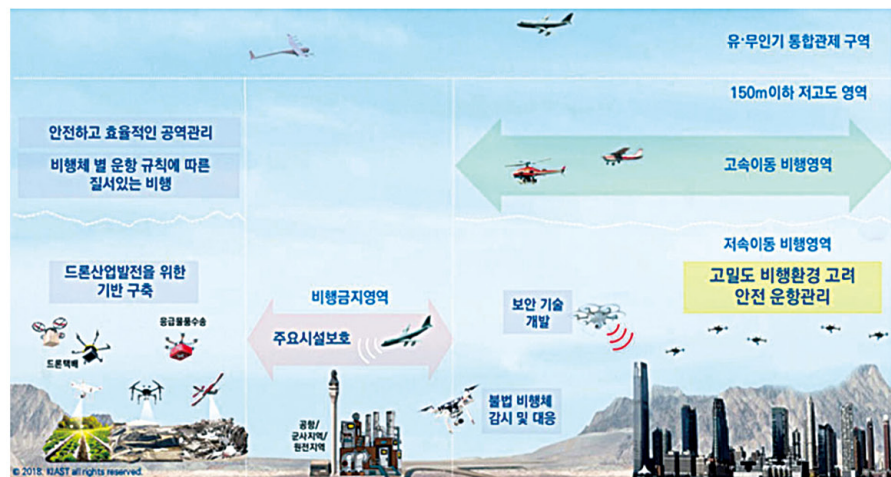 유·무인기 통합관제 구역
150m이하 저고도 영역
안전하고 효율적인 공역관리
비행체 별 운항 규칙에 따른
질서있는 비행
고속이동 비행영역
저속이동 비행영역
드론산업발전을 위한
기반 구축
고밀도 비행환경 고려
안전 운항관리
비행금지영역
보안 기술
개발
응급물품수송
주요시설보호
드론택배
불법 비행체
감시 및 대응
공항/
군사지역/
원전지역
© 2018. KIAST all rights reserved.